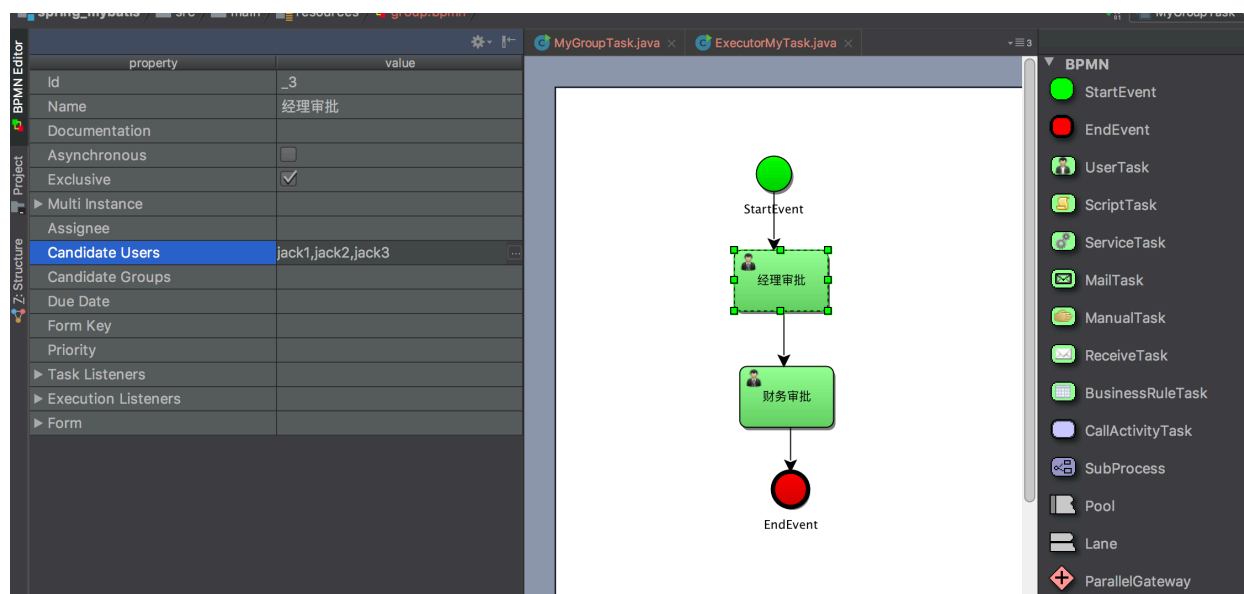 spring_mybatis src main resources group.bpmn
MyGroupTask
BPMN Editor
Project
Z: Structure
property value
Id _3
Name 经理审批
Documentation
Asynchronous
Exclusive
Multi Instance
Assignee
Candidate Users jack1,jack2,jack3
Candidate Groups
Due Date
Form Key
Priority
Task Listeners
Execution Listeners
Form
MyGroupTask.java ExecutorMyTask.java 3
StartEvent
经理审批
财务审批
EndEvent
BPMN
StartEvent
EndEvent
UserTask
ScriptTask
ServiceTask
MailTask
ManualTask
ReceiveTask
BusinessRuleTask
CallActivityTask
SubProcess
Pool
Lane
ParallelGateway